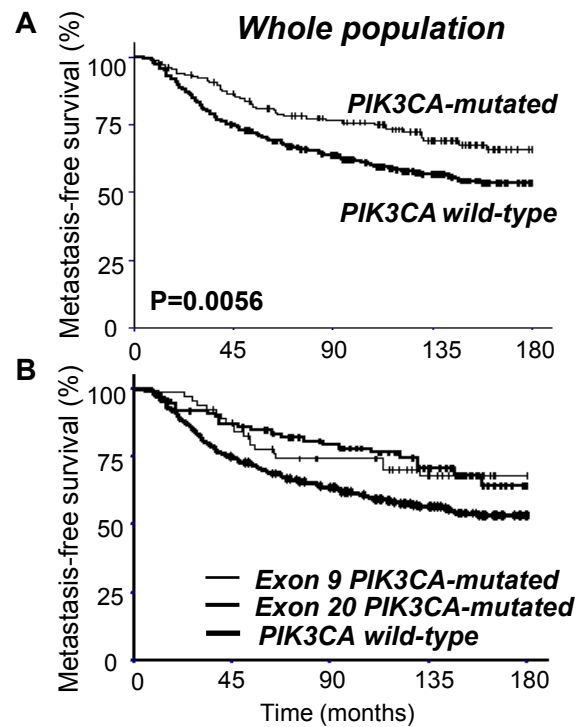 A
Whole population
Metastasis-free survival (%)
100
75
50
25
0
PIK3CA-mutated
PIK3CA wild-type
P=0.0056
0 45 90 135 180
B
Metastasis-free survival (%)
100
75
50
25
0
Exon 9 PIK3CA-mutated
Exon 20 PIK3CA-mutated
PIK3CA wild-type
0 45 90 135 180
Time (months)